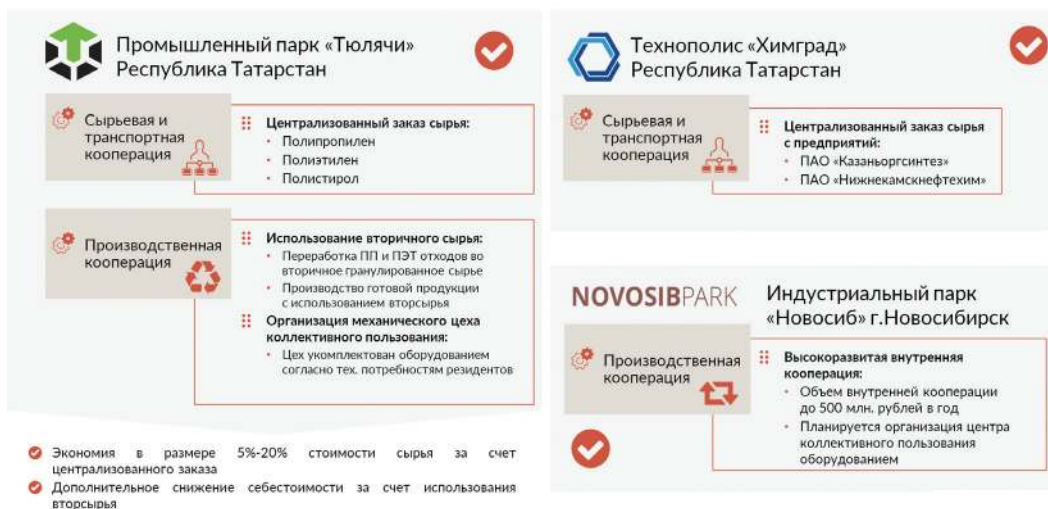 Промышленный парк «Тюлячи»
Республика Татарстан
Сырьевая и
транспортная
кооперация
Централизованный заказ сырья:
Полипропилен
Полиэтилен
Полистирол
Производственная
кооперация
Использование вторичного сырья:
Переработка ПП и ПЭТ отходов во
вторичное гранулированное сырье
Производство готовой продукции
с использованием вторсырья
Организация механического цеха
коллективного пользования:
Цех укомплектован оборудованием
согласно тех. потребностям резидентов
Экономия в размере 5%-20% стоимости сырья за счет
централизованного заказа
Дополнительное снижение себестоимости за счет использования
вторсырья
Технополис «Химград»
Республика Татарстан
Сырьевая и
транспортная
кооперация
Централизованный заказ сырья
с предприятий:
ПАО «Казаньоргсинтез»
ПАО «Нижнекамскнефтехим»
NOVOSIBPARK
Индустриальный парк
«Новосиб» г.Новосибирск
Производственная
кооперация
Высокоразвитая внутренняя
кооперация:
Объем внутренней кооперации
до 500 млн. рублей в год
Планируется организация центра
коллективного пользования
оборудованием